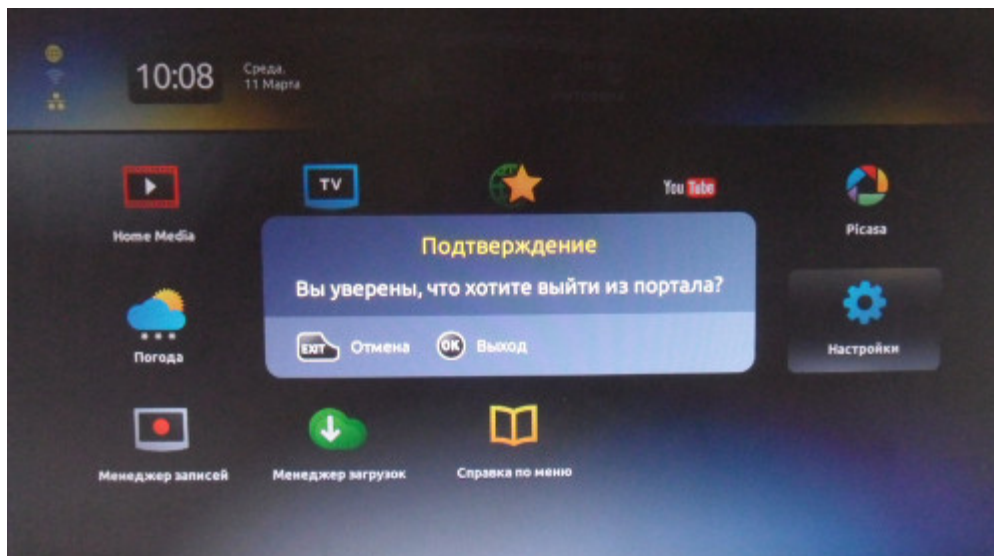 10:08
Среда,
11 Марта
TV
You Tube
Home Media
Picasa
Подтверждение
Вы уверены, что хотите выйти из портала?
EXIT Отмена OK Выход
Погода
Настройки
Менеджер записей
Менеджер загрузок
Справка по меню